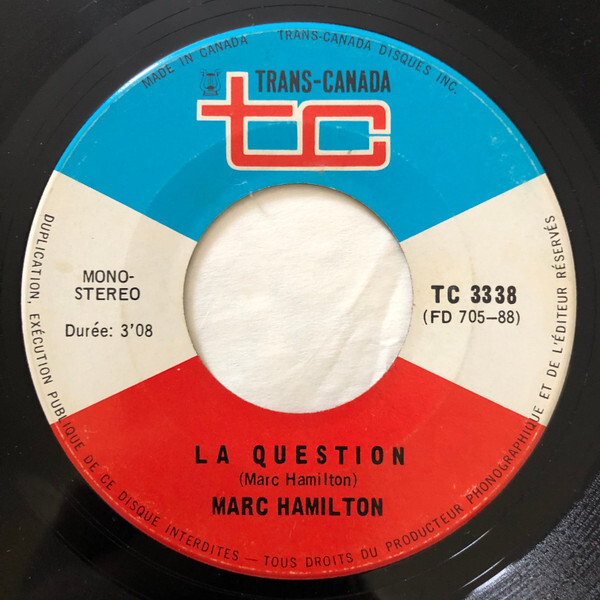 MADE IN CANADA TRANS-CANADA DISQUES INC.
TRANS-CANADA
tc
MONO-
STEREO
Durée: 3'08
TC 3338
(FD 705-88)
LA QUESTION
(Marc Hamilton)
MARC HAMILTON
DUPLICATION, EXÉCUTION PUBLIQUE DE CE DISQUE INTERDITES — TOUS DROITS DU PRODUCTEUR PHONOGRAPHIQUE ET DE L'ÉDITEUR RÉSERVÉS